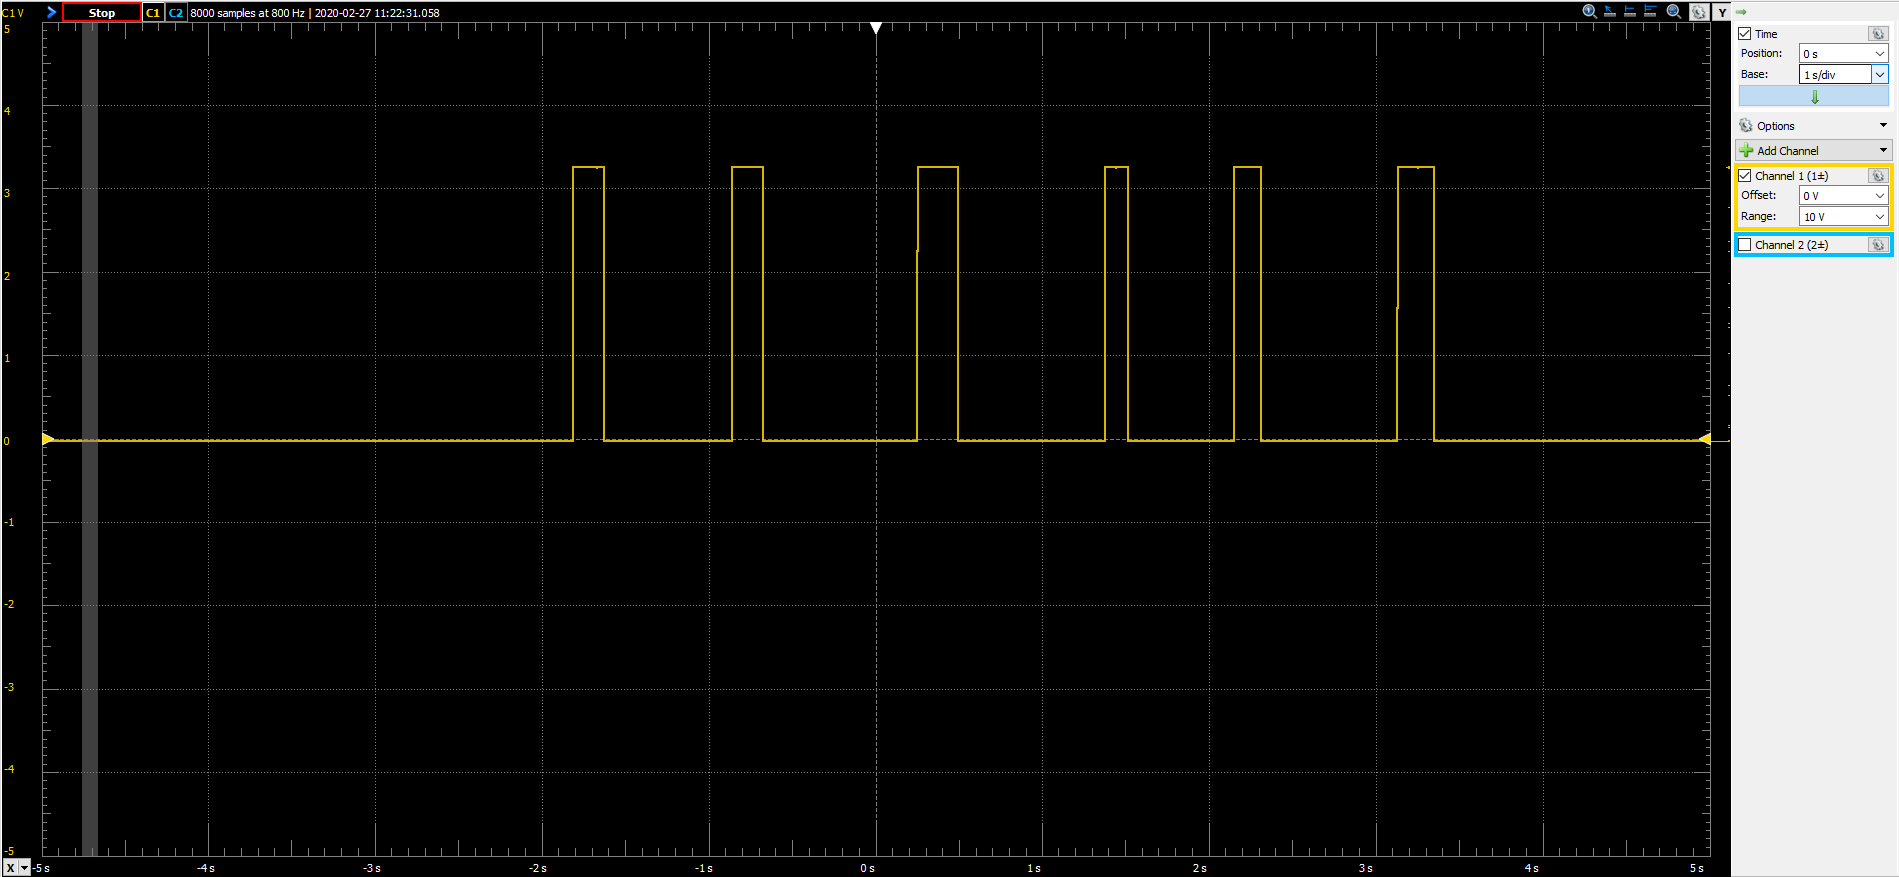 C1 V Stop C1 C2 8000 samples at 800 Hz | 2020-02-27 11:22:31.058 Y
5
4
3
2
1
0
-1
-2
-3
-4
-5
X -5 s -4 s -3 s -2 s -1 s 0 s 1 s 2 s 3 s 4 s 5 s
Time
Position: 0 s
Base: 1 s/div
Options
Add Channel
Channel 1 (1±)
Offset: 0 V
Range: 10 V
Channel 2 (2±)